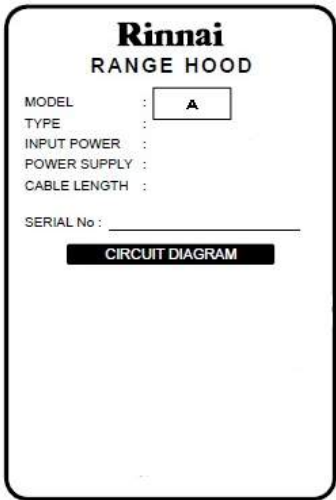 Rinnai
RANGE HOOD
MODEL : A
TYPE :
INPUT POWER :
POWER SUPPLY :
CABLE LENGTH :
SERIAL No :
CIRCUIT DIAGRAM